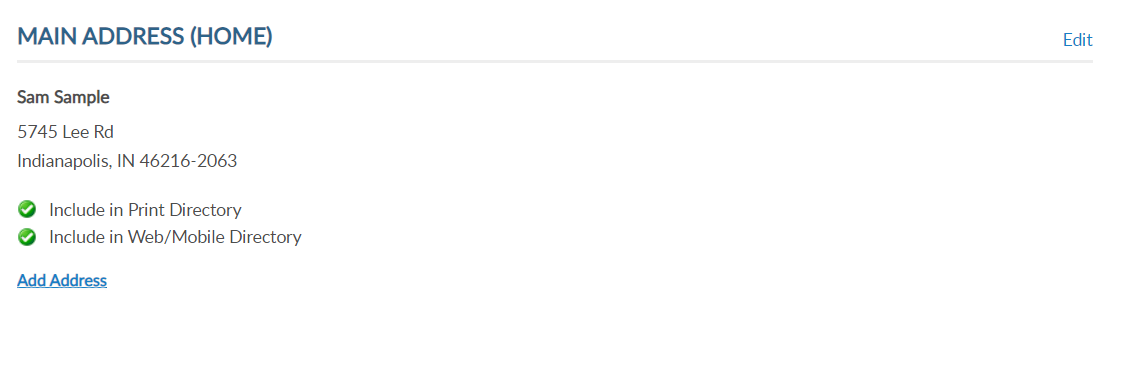 MAIN ADDRESS (HOME)
Edit
Sam Sample
5745 Lee Rd
Indianapolis, IN 46216-2063
Include in Print Directory
Include in Web/Mobile Directory
Add Address